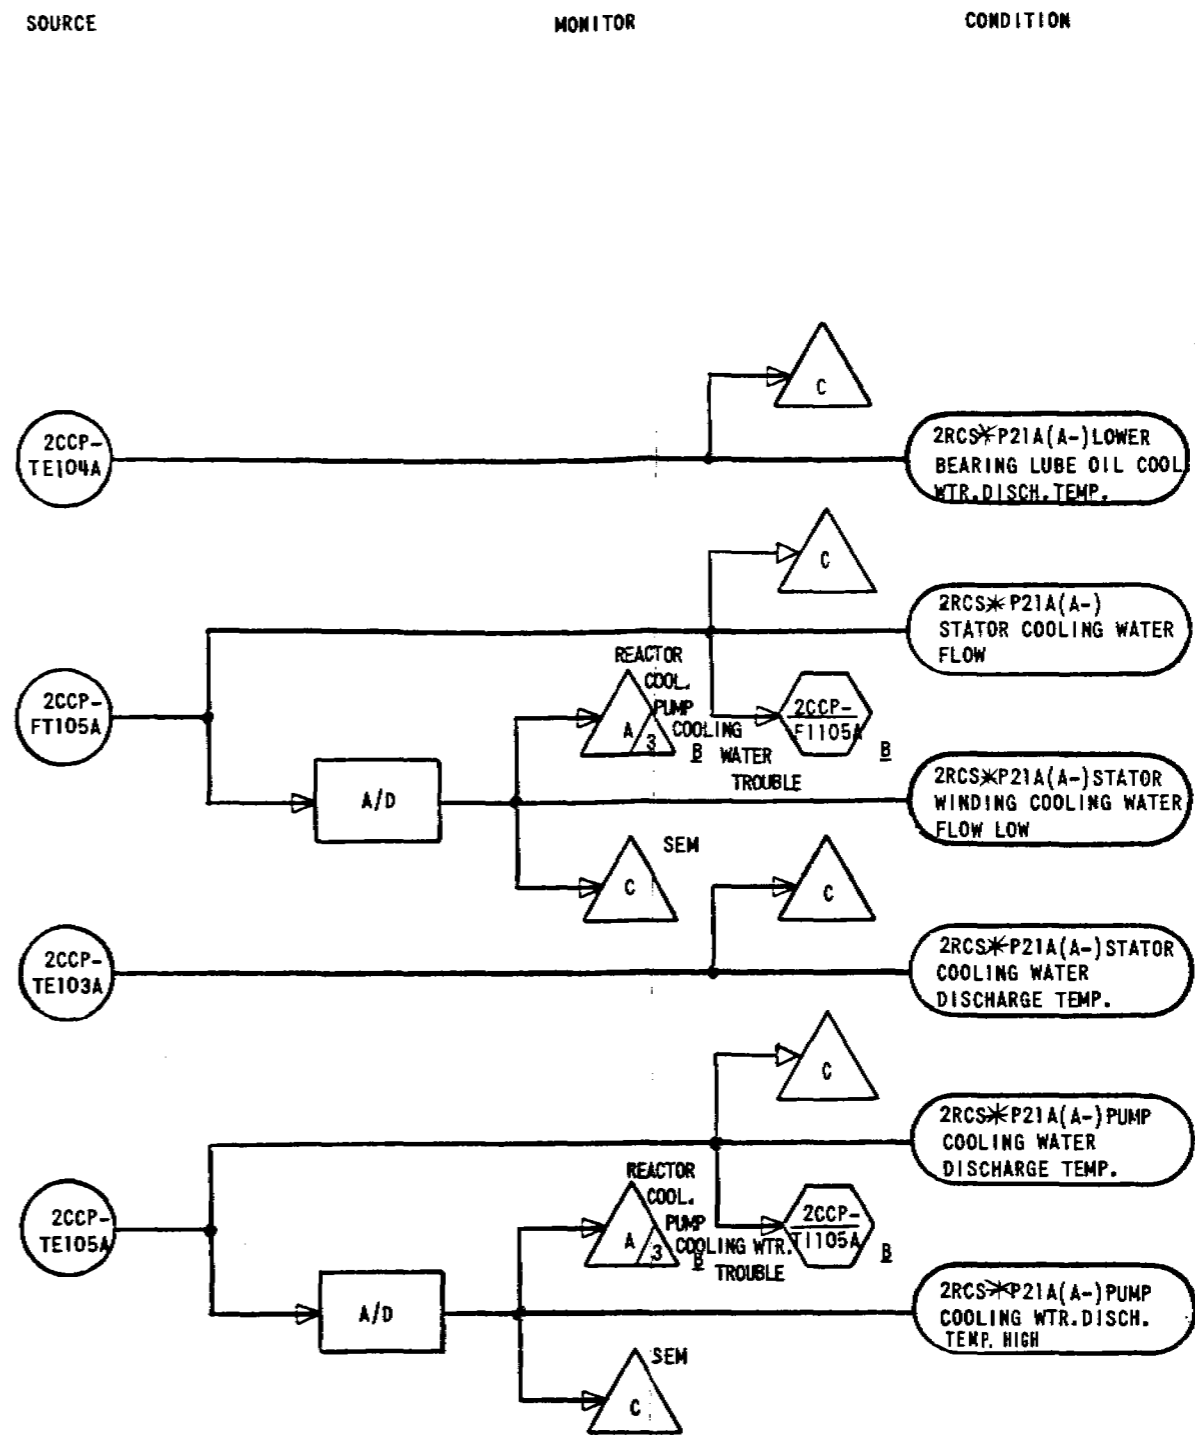 SOURCE MONITOR CONDITION
C
2CCP-
TE104A
2RCS*P21A(A-)LOWER
BEARING LUBE OIL COOL
WTR.DISCH.TEMP.
C
2RCS*P21A(A-)
STATOR COOLING WATER
FLOW
2CCP-
FT105A
REACTOR
COOL.
PUMP
COOLING
WATER
TROUBLE
A
3
B
2CCP-
FI105A
B
A/D
2RCS*P21A(A-)STATOR
WINDING COOLING WATER
FLOW LOW
SEM
C
C
2CCP-
TE103A
2RCS*P21A(A-)STATOR
COOLING WATER
DISCHARGE TEMP.
C
2RCS*P21A(A-)PUMP
COOLING WATER
DISCHARGE TEMP.
2CCP-
TE105A
REACTOR
COOL.
PUMP
COOLING WTR.
TROUBLE
A
3
B
2CCP-
TI105A
B
A/D
2RCS*P21A(A-)PUMP
COOLING WTR.DISCH.
TEMP. HIGH
SEM
C